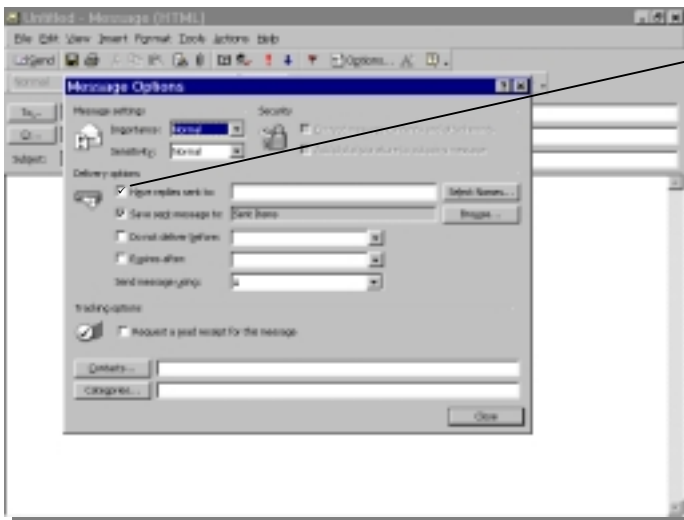 Untitled - Message (HTML)
File Edit View Insert Format Tools Actions Help
Send Options...
Normal
Message Options
To...
Cc...
Subject:
Message settings
Importance: Normal
Sensitivity: Normal
Security
Delivery options
Have replies sent to: Select Names...
Save sent message to: Sent Items Browse...
Do not deliver before:
Expires after:
Send message using:
Tracking options
Request a read receipt for this message
Contacts...
Categories...
Close